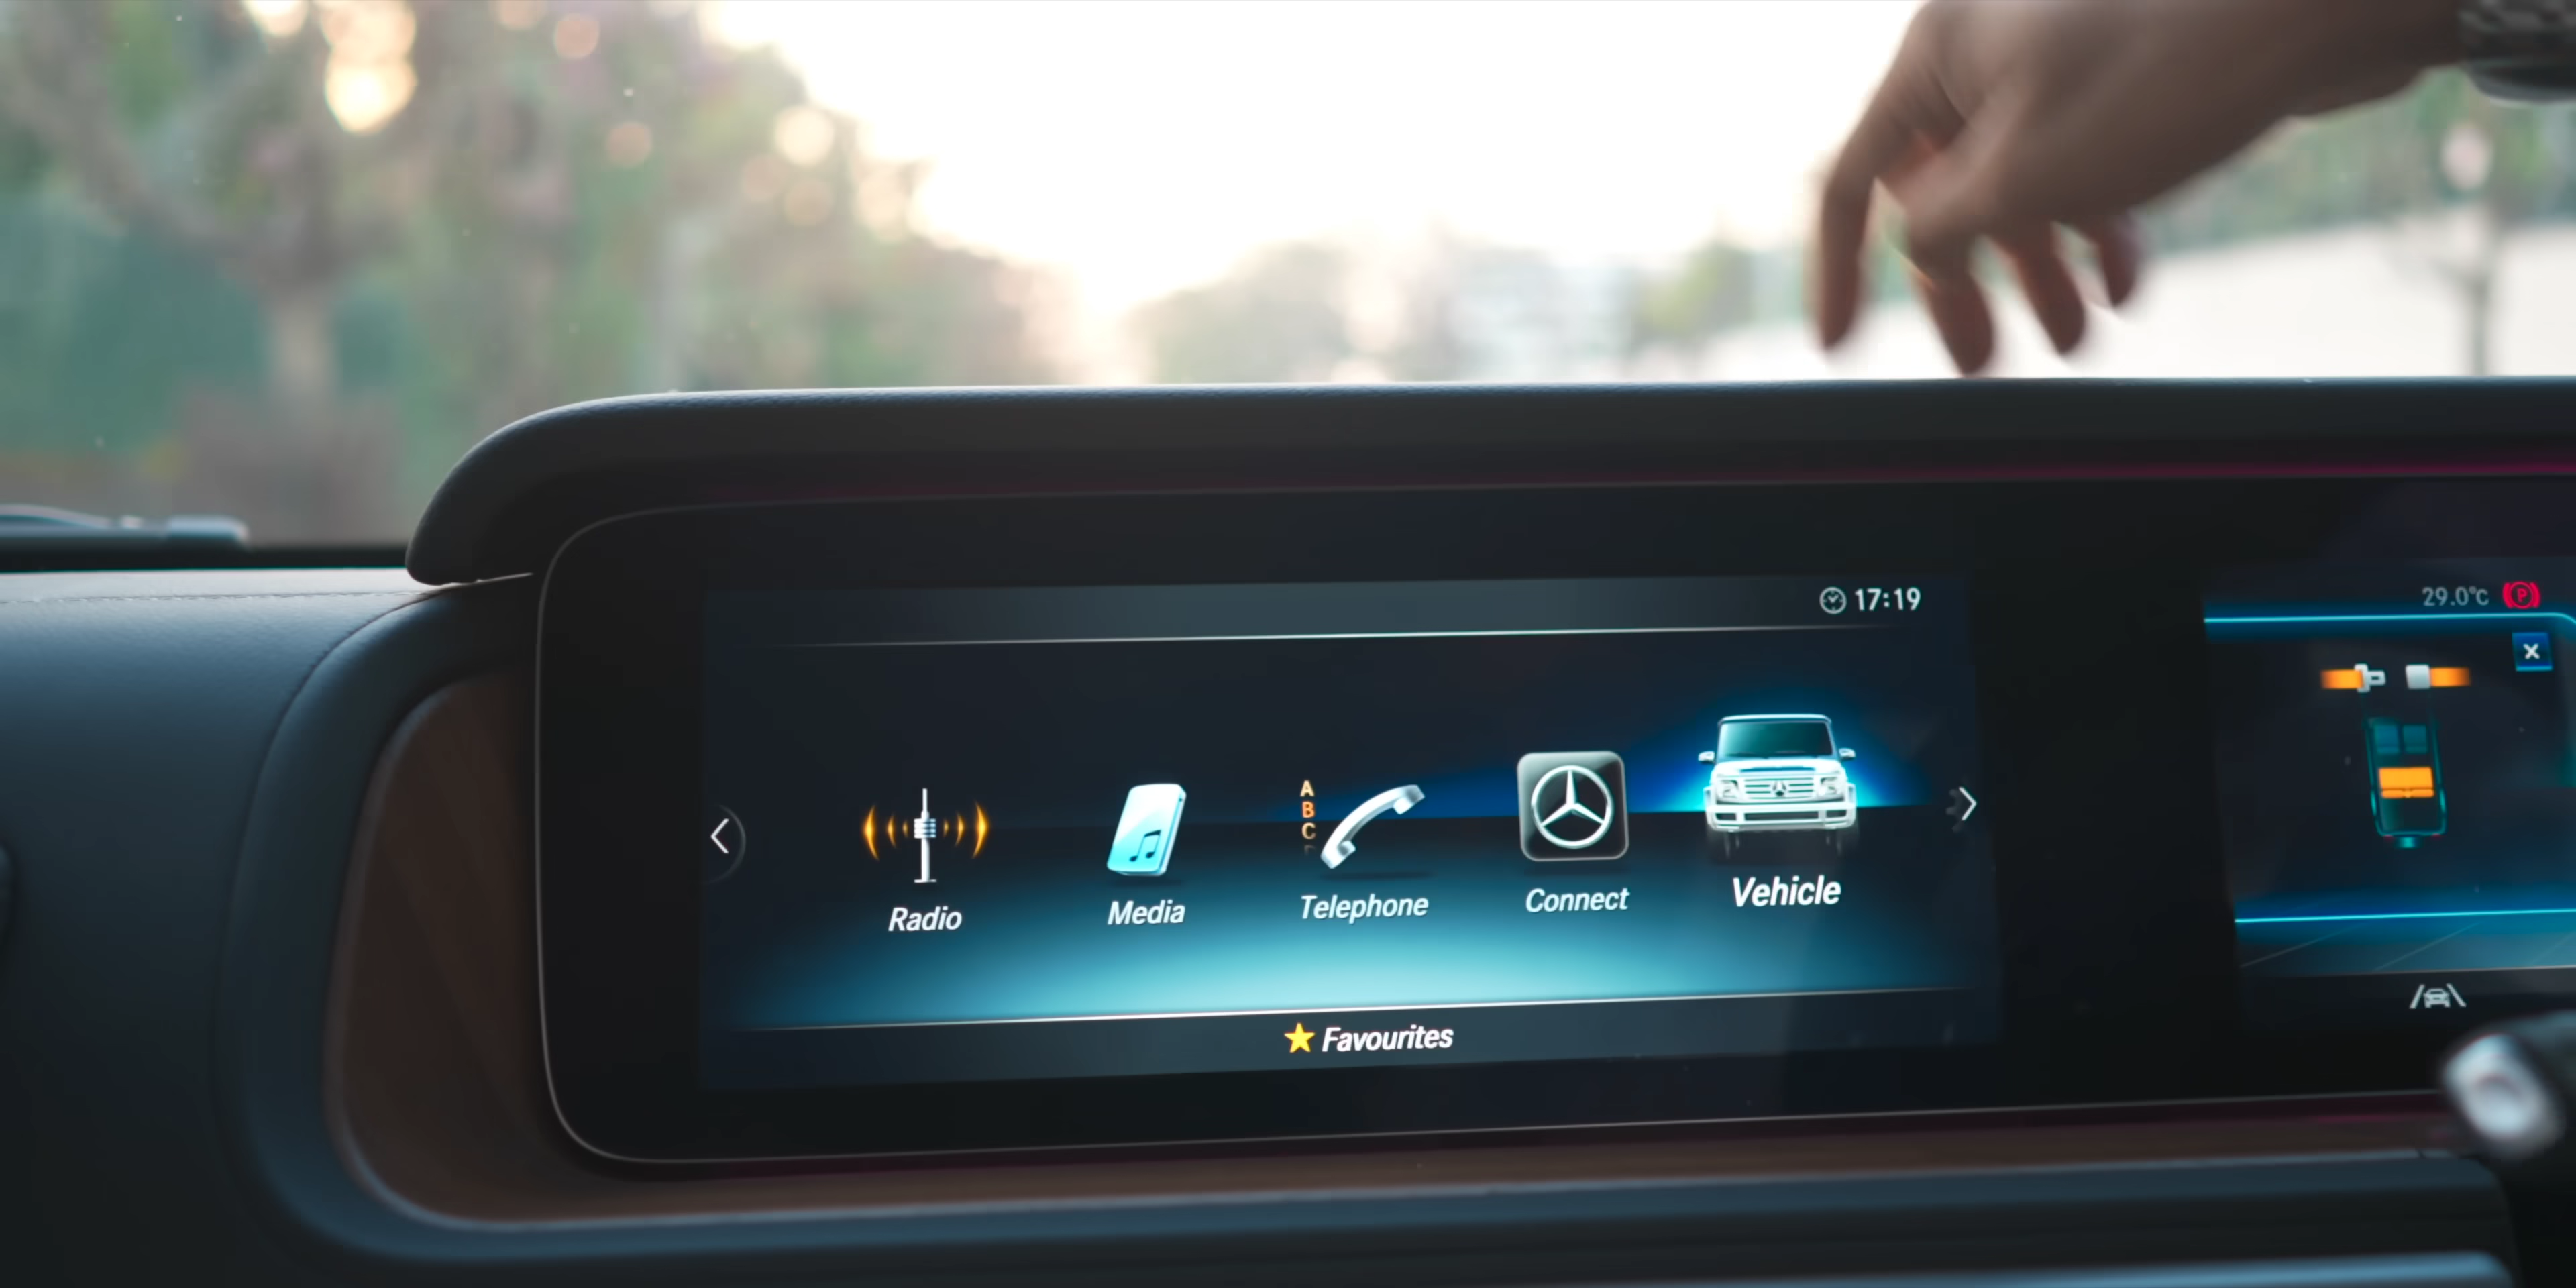 17:19
29.0°C
P
A
B
C
Radio
Media
Telephone
Connect
Vehicle
Favourites